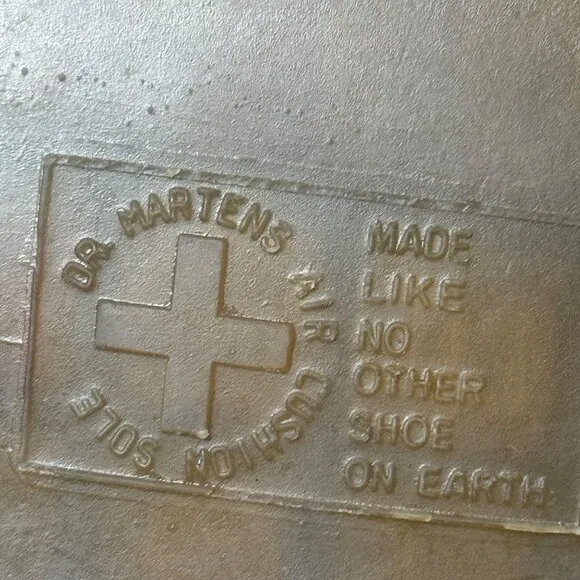 DR. MARTENS AIR CUSHION SOLE
MADE
LIKE
NO
OTHER
SHOE
ON EARTH